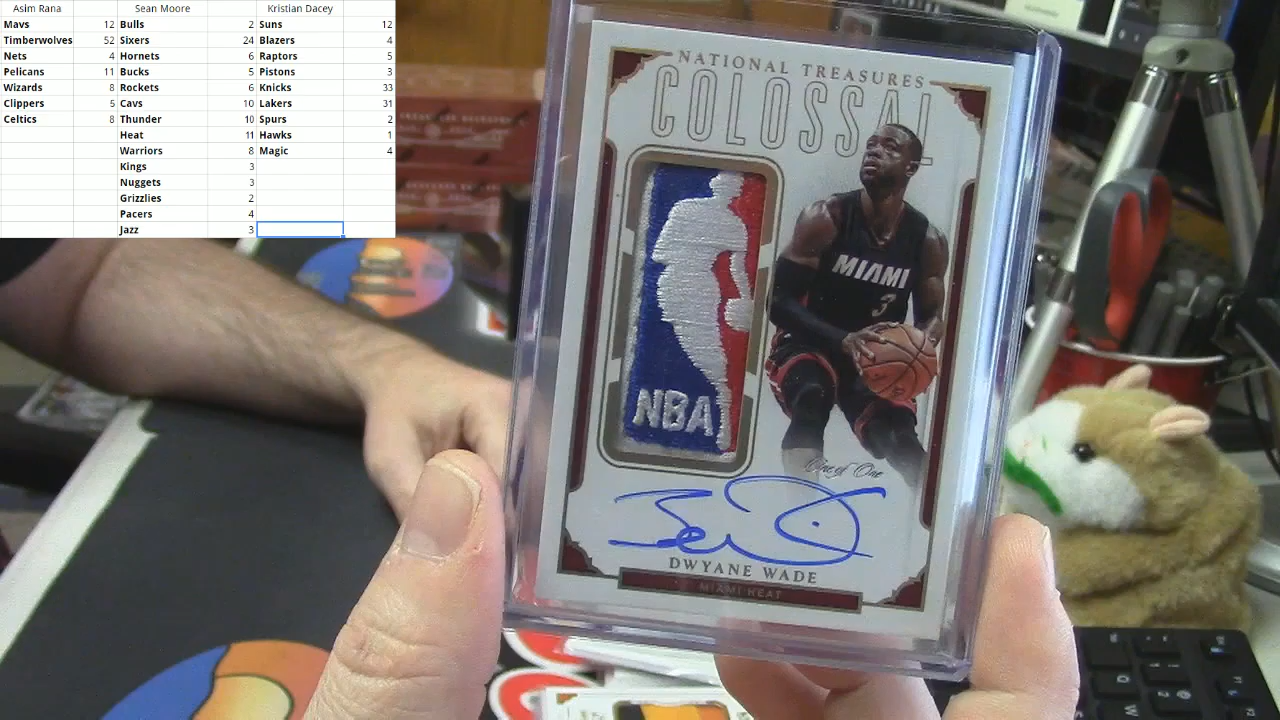 Asim Rana Sean Moore Kristian Dacey
Mavs 12 Bulls 2 Suns 12
Timberwolves 52 Sixers 24 Blazers 4
Nets 4 Hornets 6 Raptors 5
Pelicans 11 Bucks 5 Pistons 3
Wizards 8 Rockets 6 Knicks 33
Clippers 5 Cavs 10 Lakers 31
Celtics 8 Thunder 10 Spurs 2
Heat 11 Hawks 1
Warriors 8 Magic 4
Kings 3
Nuggets 3
Grizzlies 2
Pacers 4
Jazz 3
NATIONAL TREASURES
COLOSSAL
MIAMI
3
NBA
One of One
DWYANE WADE
MIAMI HEAT